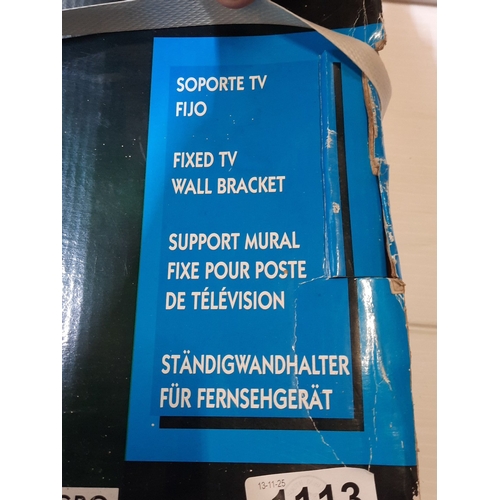 SOPORTE TV
FIJO
FIXED TV
WALL BRACKET
SUPPORT MURAL
FIXE POUR POSTE
DE TÉLÉVISION
STÄNDIGWANDHALTER
FÜR FERNSEHGERÄT
13-11-25
1113